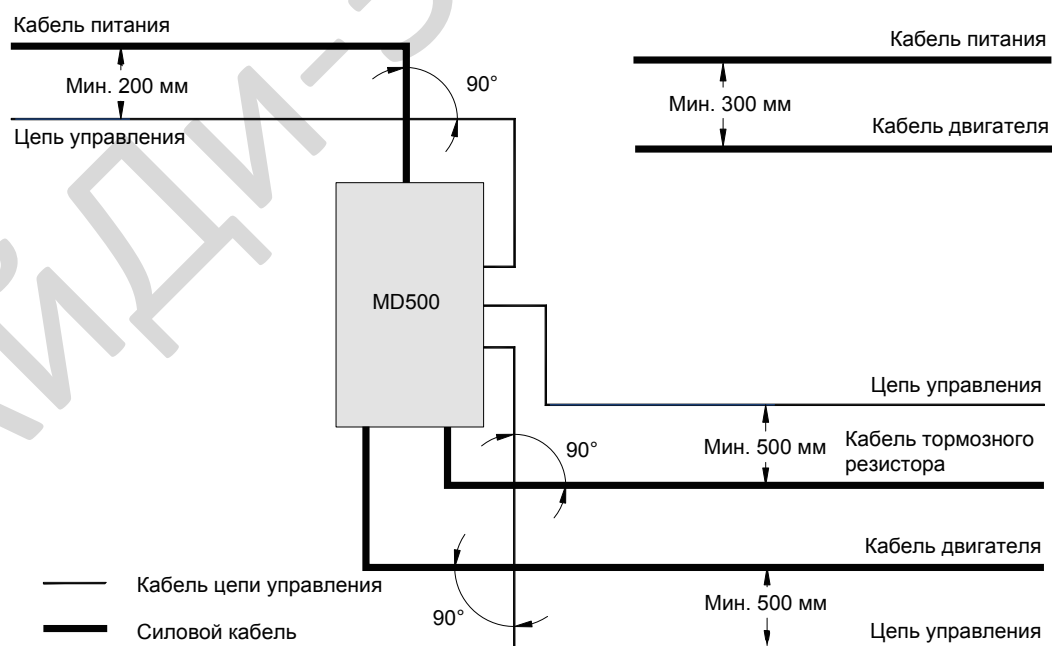 Кабель питания
Мин. 200 мм
90°
Цепь управления
Кабель питания
Мин. 300 мм
Кабель двигателя
MD500
Цепь управления
90°
Мин. 500 мм
Кабель тормозного
резистора
Кабель двигателя
Кабель цепи управления
90°
Мин. 500 мм
Силовой кабель
Цепь управления